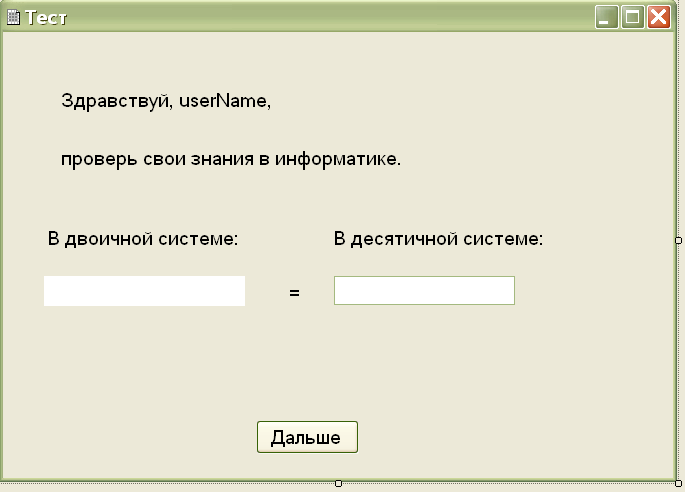 Тест
Здравствуй, userName,
проверь свои знания в информатике.
В двоичной системе: В десятичной системе:
=
Дальше